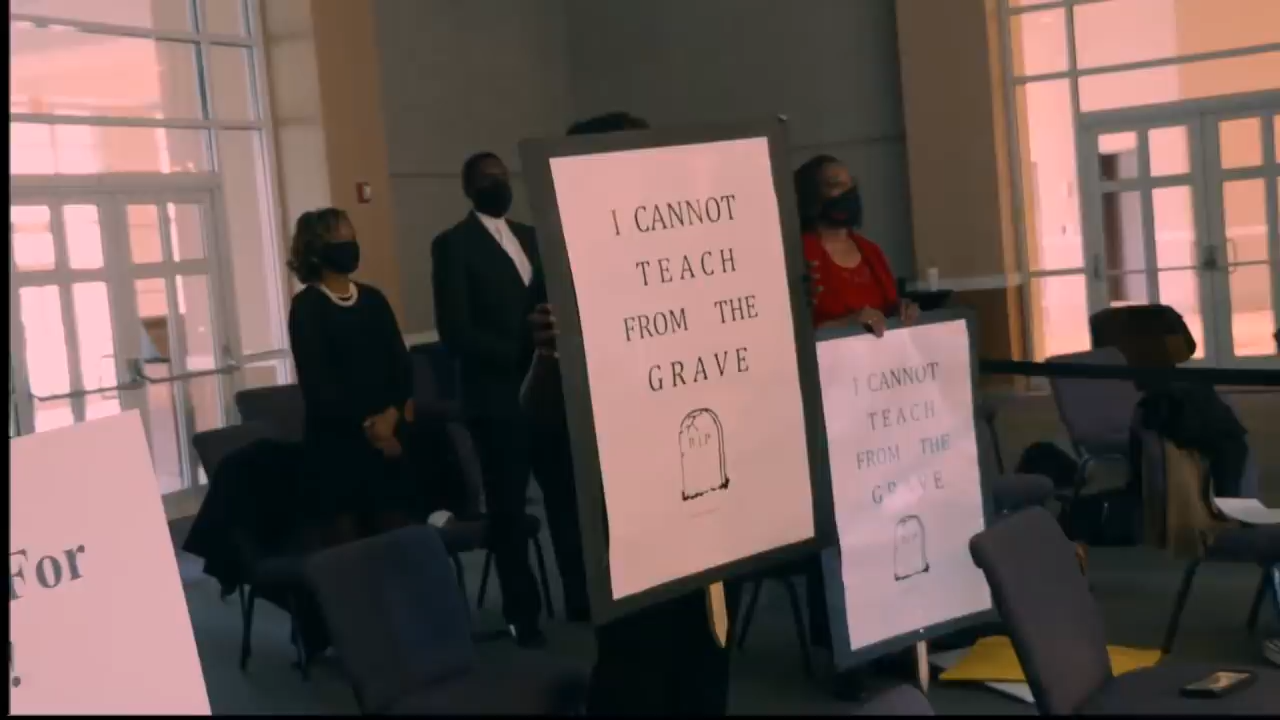 For
!
I CANNOT
TEACH
FROM THE
GRAVE
RIP
I CANNOT
TEACH
FROM THE
GRAVE